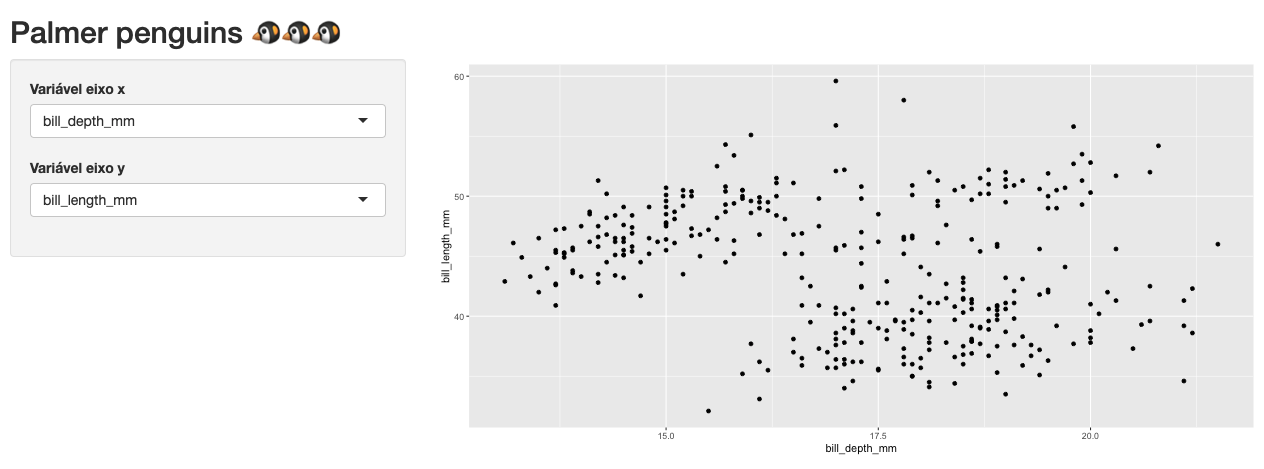 Palmer penguins 🐧🐧🐧
Variável eixo x
bill_depth_mm
Variável eixo y
bill_length_mm
60
50
40
bill_length_mm
15.0
17.5
20.0
bill_depth_mm